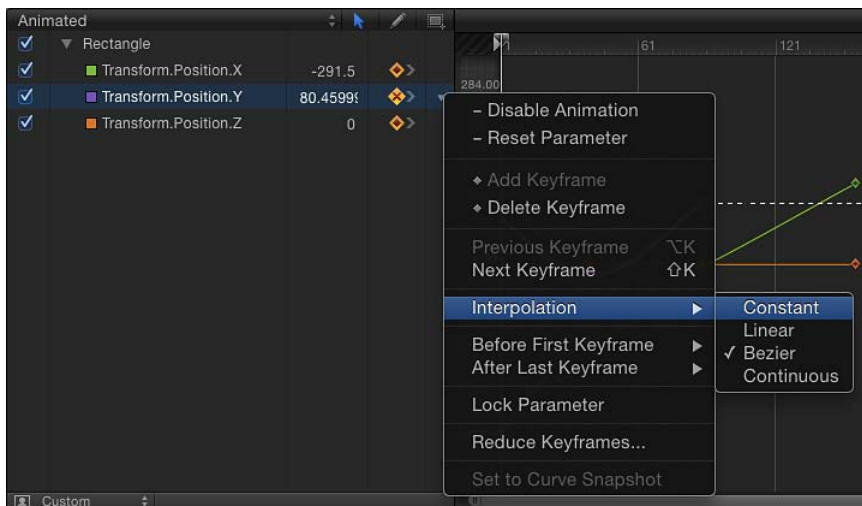 Animated
Rectangle
61
121
Transform.Position.X -291.5
284.00
Transform.Position.Y 80.45999
Transform.Position.Z 0
– Disable Animation
– Reset Parameter
Add Keyframe
Delete Keyframe
Previous Keyframe ⌥K
Next Keyframe ⇧K
Interpolation
Constant
Linear
✓ Bezier
Continuous
Before First Keyframe
After Last Keyframe
Lock Parameter
Reduce Keyframes...
Set to Curve Snapshot
Custom